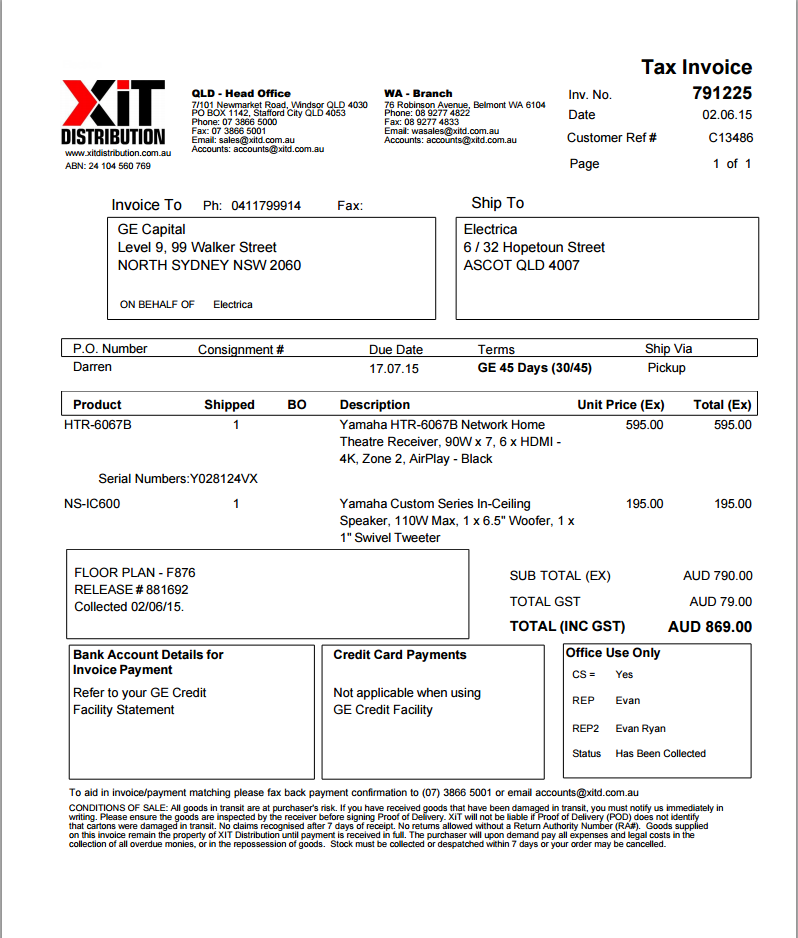 Tax Invoice
XiT
DISTRIBUTION
www.xitdistribution.com.au
ABN: 24 104 560 769
QLD - Head Office
7/101 Newmarket Road, Windsor QLD 4030
PO BOX 1142, Stafford City QLD 4053
Phone: 07 3866 5000
Fax: 07 3866 5001
Email: sales@xitd.com.au
Accounts: accounts@xitd.com.au
WA - Branch
76 Robinson Avenue, Belmont WA 6104
Phone: 08 9277 4822
Fax: 08 9277 4833
Email: wasales@xitd.com.au
Accounts: accounts@xitd.com.au
Inv. No. 791225
Date 02.06.15
Customer Ref # C13486
Page 1 of 1
Invoice To Ph: 0411799914 Fax:
GE Capital
Level 9, 99 Walker Street
NORTH SYDNEY NSW 2060
ON BEHALF OF Electrica
Ship To
Electrica
6 / 32 Hopetoun Street
ASCOT QLD 4007
P.O. Number Consignment # Due Date Terms Ship Via
Darren 17.07.15 GE 45 Days (30/45) Pickup
Product Shipped BO Description Unit Price (Ex) Total (Ex)
HTR-6067B 1 Yamaha HTR-6067B Network Home 595.00 595.00
Theatre Receiver, 90W x 7, 6 x HDMI -
4K, Zone 2, AirPlay - Black
Serial Numbers:Y028124VX
NS-IC600 1 Yamaha Custom Series In-Ceiling 195.00 195.00
Speaker, 110W Max, 1 x 6.5" Woofer, 1 x
1" Swivel Tweeter
FLOOR PLAN - F876
RELEASE # 881692
Collected 02/06/15.
SUB TOTAL (EX) AUD 790.00
TOTAL GST AUD 79.00
TOTAL (INC GST) AUD 869.00
Bank Account Details for
Invoice Payment
Refer to your GE Credit
Facility Statement
Credit Card Payments
Not applicable when using
GE Credit Facility
Office Use Only
CS = Yes
REP Evan
REP2 Evan Ryan
Status Has Been Collected
To aid in invoice/payment matching please fax back payment confirmation to (07) 3866 5001 or email accounts@xitd.com.au
CONDITIONS OF SALE: All goods in transit are at purchaser's risk. If you have received goods that have been damaged in transit, you must notify us immediately in
writing. Please ensure the goods are inspected by the receiver before signing Proof of Delivery. XiT will not be liable if Proof of Delivery (POD) does not identify
that cartons were damaged in transit. No claims recognised after 7 days of receipt. No returns allowed without a Return Authority Number (RA#). Goods supplied
on this invoice remain the property of XIT Distribution until payment is received in full. The purchaser will upon demand pay all expenses and legal costs in the
collection of all overdue monies, or in the repossession of goods. Stock must be collected or despatched within 7 days or your order may be cancelled.